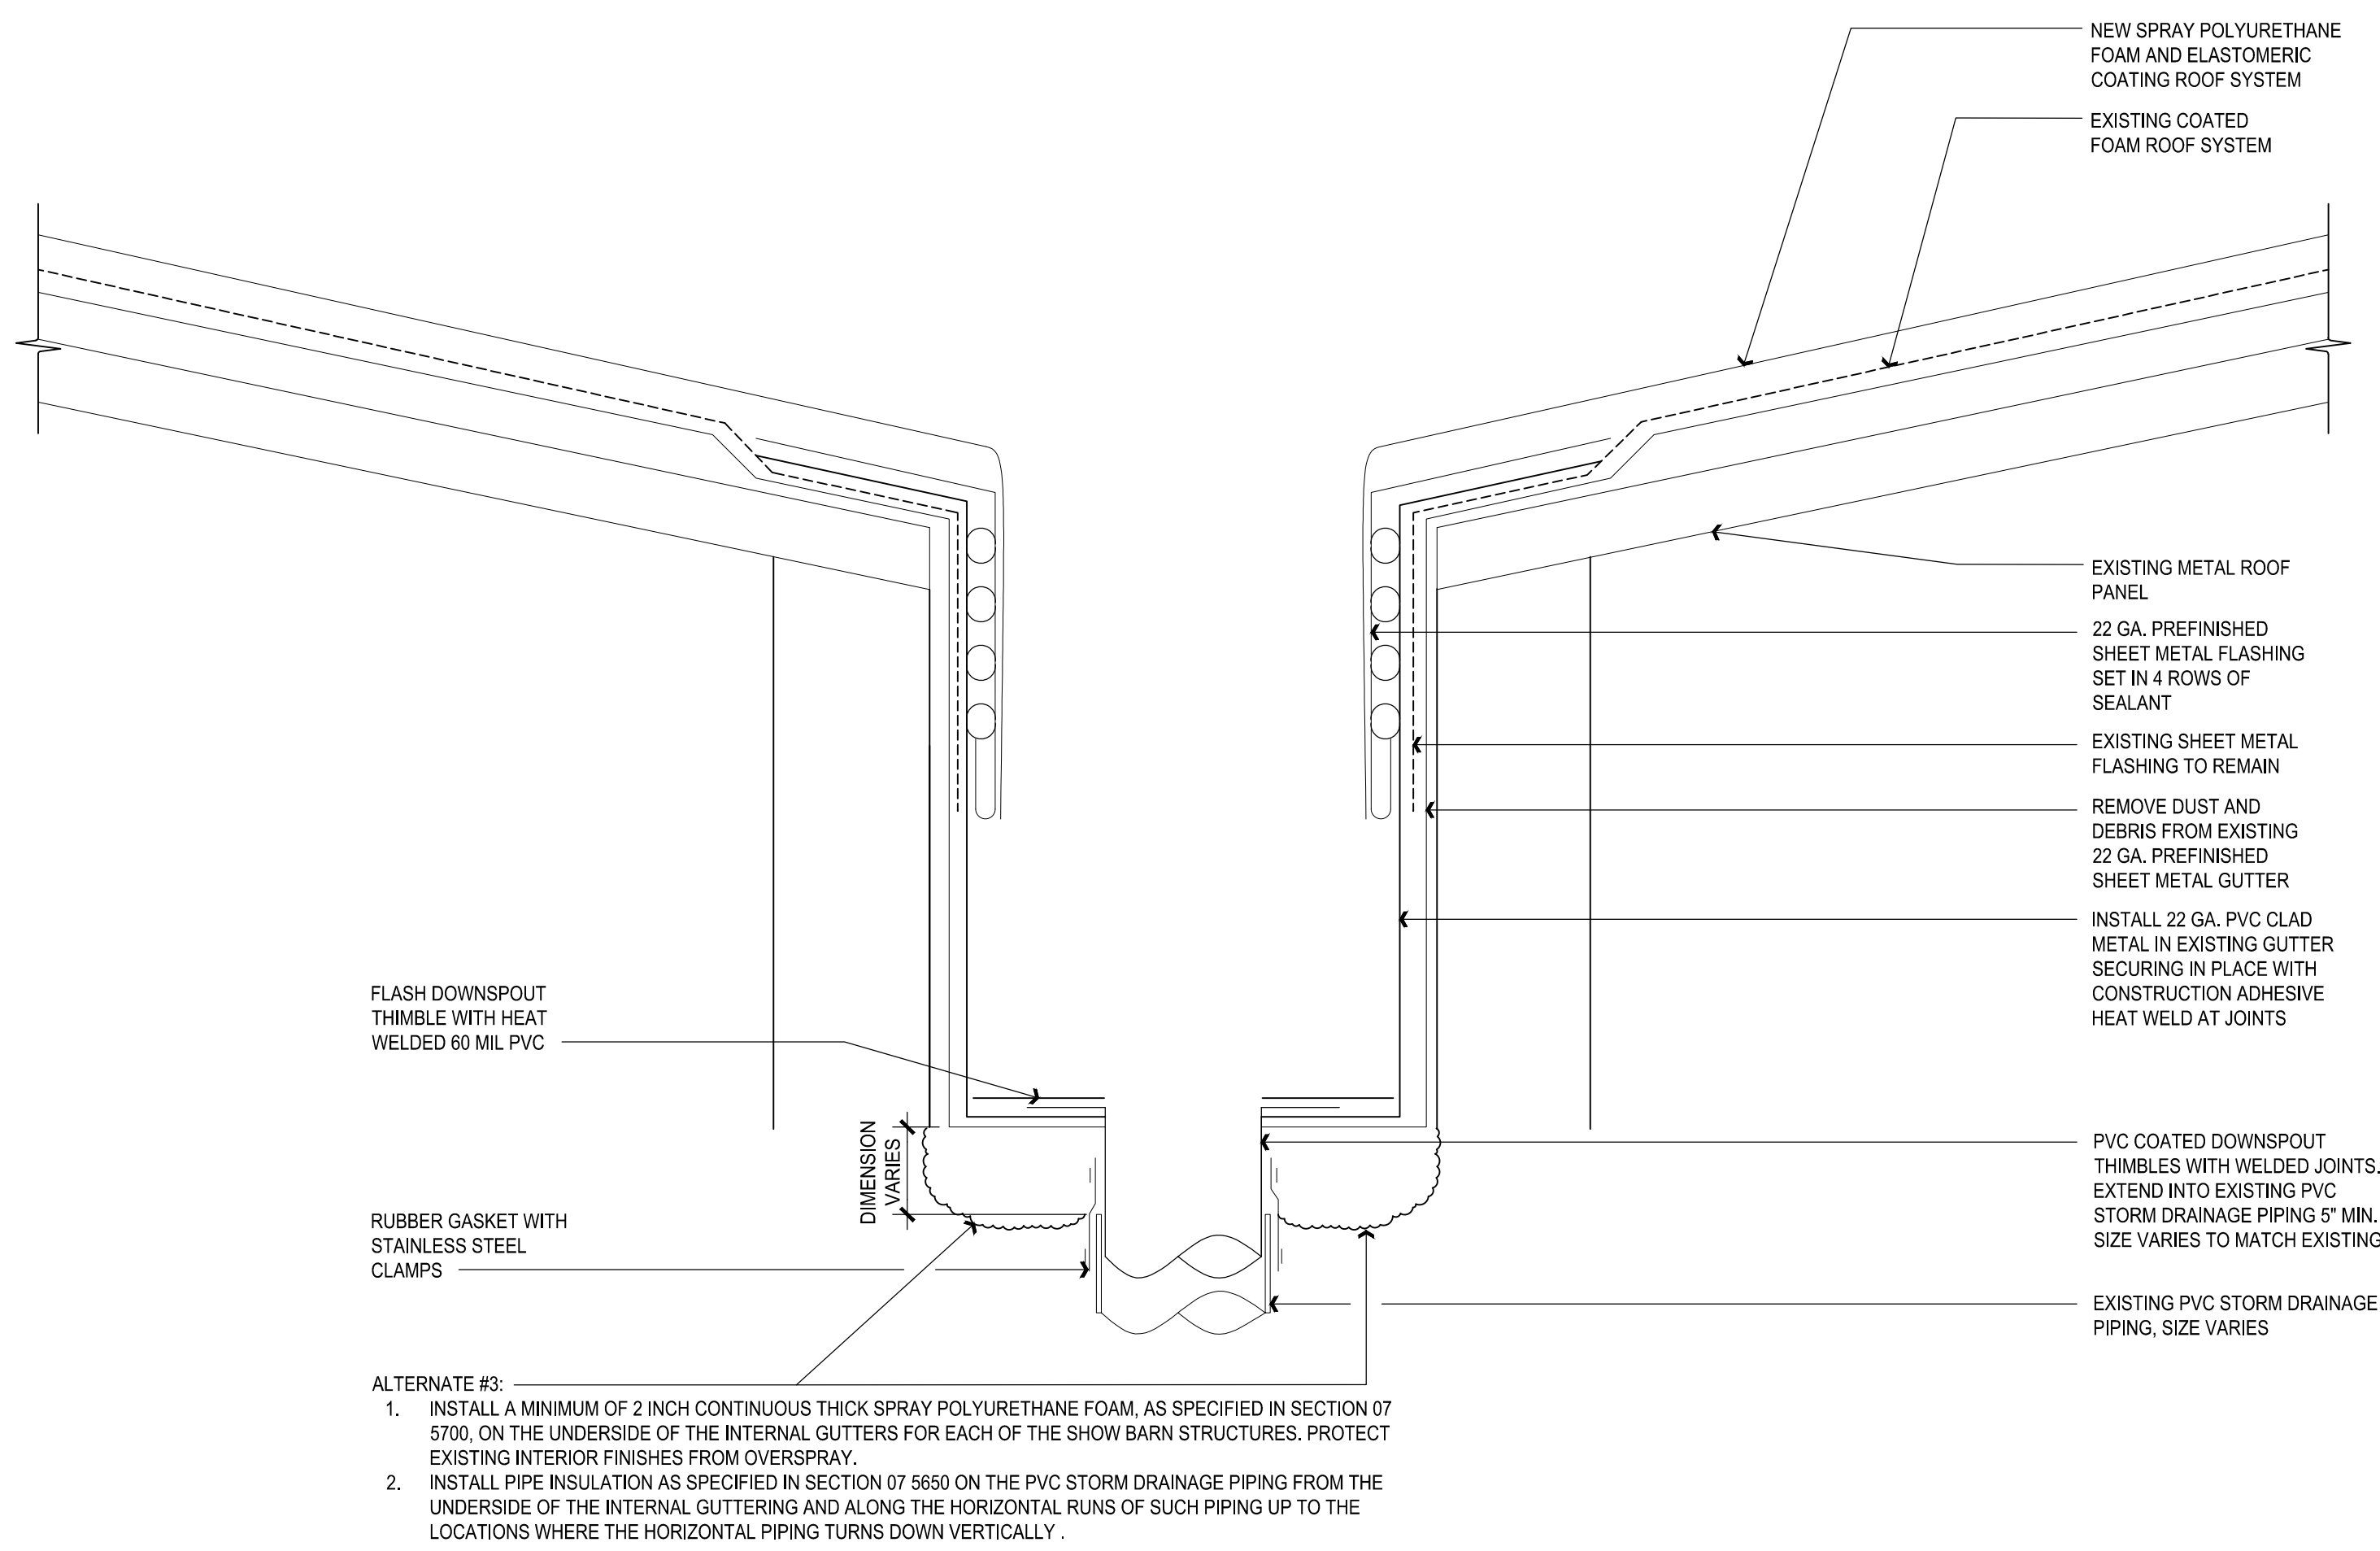 NEW SPRAY POLYURETHANE
FOAM AND ELASTOMERIC
COATING ROOF SYSTEM
EXISTING COATED
FOAM ROOF SYSTEM
EXISTING METAL ROOF
PANEL
22 GA. PREFINISHED
SHEET METAL FLASHING
SET IN 4 ROWS OF
SEALANT
EXISTING SHEET METAL
FLASHING TO REMAIN
REMOVE DUST AND
DEBRIS FROM EXISTING
22 GA. PREFINISHED
SHEET METAL GUTTER
INSTALL 22 GA. PVC CLAD
METAL IN EXISTING GUTTER
SECURING IN PLACE WITH
CONSTRUCTION ADHESIVE
HEAT WELD AT JOINTS
FLASH DOWNSPOUT
THIMBLE WITH HEAT
WELDED 60 MIL PVC
DIMENSION
VARIES
PVC COATED DOWNSPOUT
THIMBLES WITH WELDED JOINTS.
EXTEND INTO EXISTING PVC
STORM DRAINAGE PIPING 5" MIN.
SIZE VARIES TO MATCH EXISTING
RUBBER GASKET WITH
STAINLESS STEEL
CLAMPS
EXISTING PVC STORM DRAINAGE
PIPING, SIZE VARIES
ALTERNATE #3:
1. INSTALL A MINIMUM OF 2 INCH CONTINUOUS THICK SPRAY POLYURETHANE FOAM, AS SPECIFIED IN SECTION 07
5700, ON THE UNDERSIDE OF THE INTERNAL GUTTERS FOR EACH OF THE SHOW BARN STRUCTURES. PROTECT
EXISTING INTERIOR FINISHES FROM OVERSPRAY.
2. INSTALL PIPE INSULATION AS SPECIFIED IN SECTION 07 5650 ON THE PVC STORM DRAINAGE PIPING FROM THE
UNDERSIDE OF THE INTERNAL GUTTERING AND ALONG THE HORIZONTAL RUNS OF SUCH PIPING UP TO THE
LOCATIONS WHERE THE HORIZONTAL PIPING TURNS DOWN VERTICALLY .